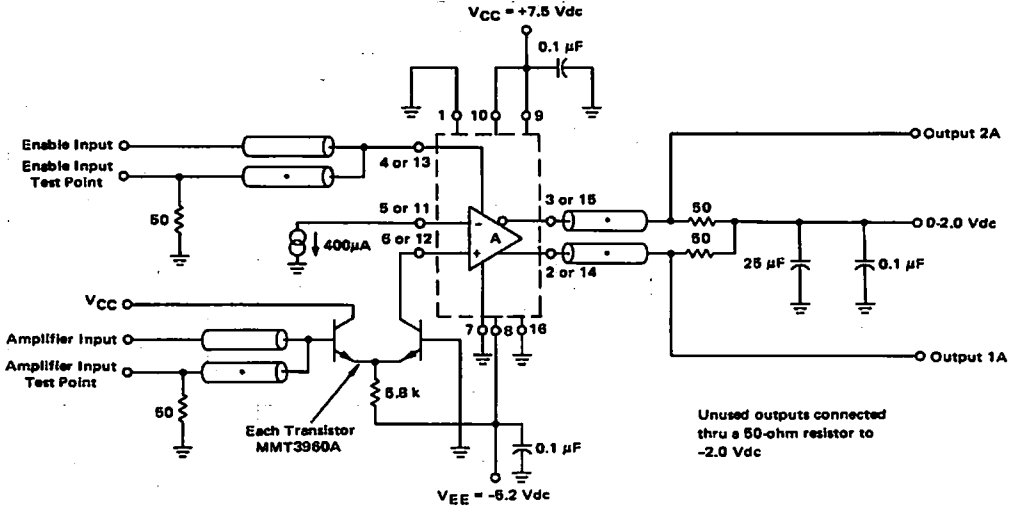 VCC = +7.5 Vdc
0.1 µF
1
10
9
Enable Input
Enable Input
Test Point
4 or 13
50
5 or 11
400µA
6 or 12
-
+
A
3 or 15
2 or 14
50
50
Output 2A
0-2.0 Vdc
25 µF
0.1 µF
Output 1A
VCC
Amplifier Input
Amplifier Input
Test Point
50
7
8
16
Each Transistor
MMT3960A
0.1 µF
VEE = -5.2 Vdc
Unused outputs connected
thru a 50-ohm resistor to
-2.0 Vdc